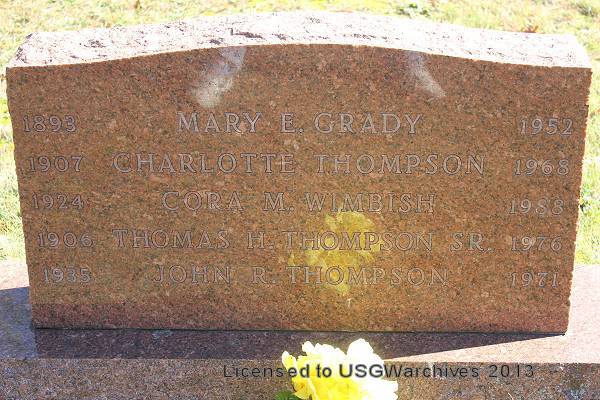 1893 MARY E. GRADY 1952
1907 CHARLOTTE THOMPSON 1968
1924 CORA M. WIMBISH 1988
1906 THOMAS H. THOMPSON SR. 1976
1935 JOHN R. THOMPSON 1971
Licensed to USGWarchives 2013